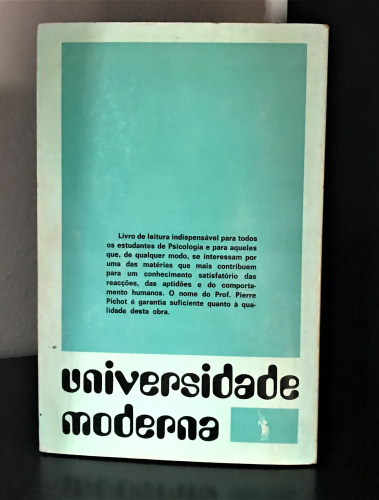 Livro de leitura indispensável para todos
os estudantes de Psicologia e para aqueles
que, de qualquer modo, se interessam por
uma das matérias que mais contribuem
para um conhecimento satisfatório das
reacções, das aptidões e do comporta-
mento humanos. O nome do Prof. Pierre
Pichot é garantia suficiente quanto à qua-
lidade desta obra.
universidade
moderna